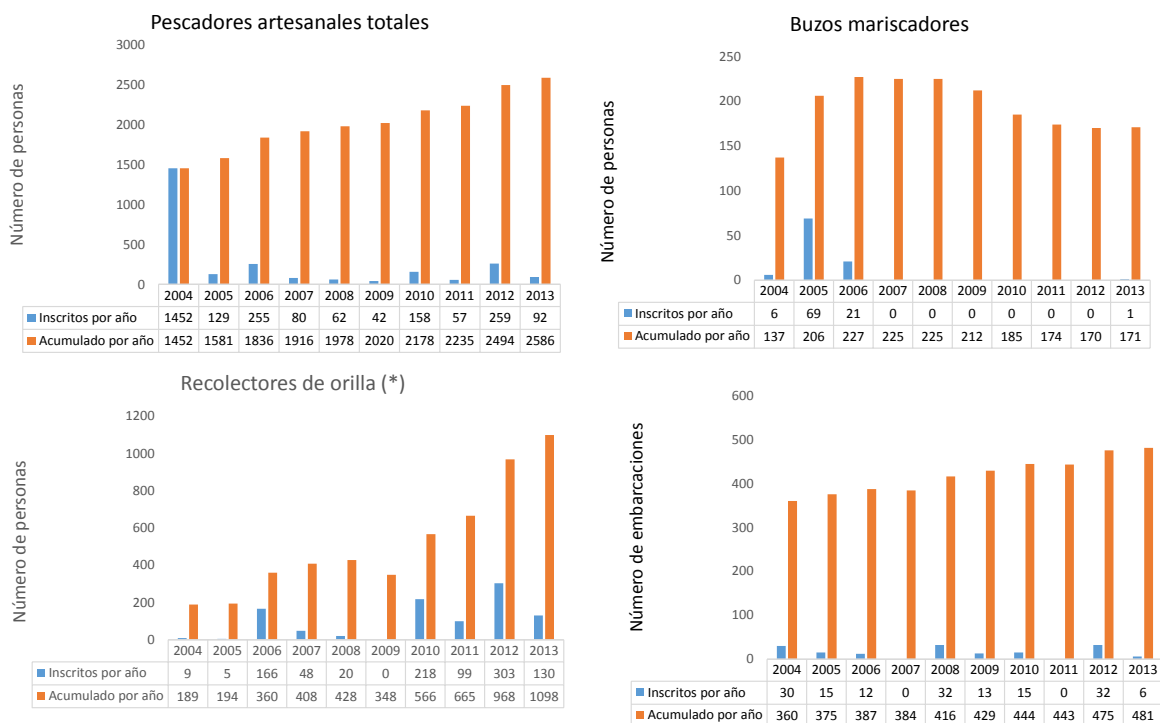 Pescadores artesanales totales
Número de personas
3000
2500
2000
1500
1000
500
0
2004 2005 2006 2007 2008 2009 2010 2011 2012 2013
Inscritos por año 1452 129 255 80 62 42 158 57 259 92
Acumulado por año 1452 1581 1836 1916 1978 2020 2178 2235 2494 2586
Buzos mariscadores
Número de personas
250
200
150
100
50
0
2004 2005 2006 2007 2008 2009 2010 2011 2012 2013
Inscritos por año 6 69 21 0 0 0 0 0 0 1
Acumulado por año 137 206 227 225 225 212 185 174 170 171
Recolectores de orilla (*)
Número de personas
1200
1000
800
600
400
200
0
2004 2005 2006 2007 2008 2009 2010 2011 2012 2013
Inscritos por año 9 5 166 48 20 0 218 99 303 130
Acumulado por año 189 194 360 408 428 348 566 665 968 1098
Número de embarcaciones
600
500
400
300
200
100
0
2004 2005 2006 2007 2008 2009 2010 2011 2012 2013
Inscritos por año 30 15 12 0 32 13 15 0 32 6
Acumulado por año 360 375 387 384 416 429 444 443 475 481